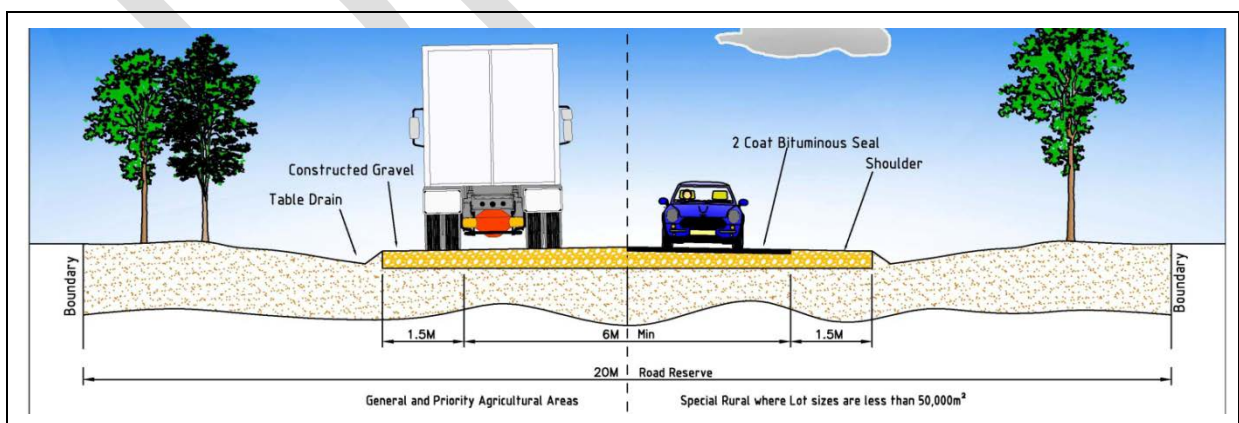 2 Coat Bituminous Seal
Shoulder
Constructed Gravel
Table Drain
Boundary
Boundary
1.5M
6M Min
1.5M
20M Road Reserve
General and Priority Agricultural Areas
Special Rural where Lot sizes are less than 50,000m²